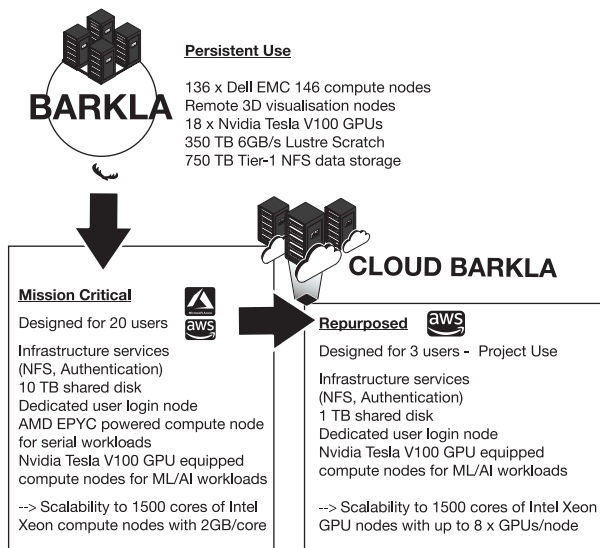 Persistent Use
BARKLA
136 x Dell EMC 146 compute nodes
Remote 3D visualisation nodes
18 x Nvidia Tesla V100 GPUs
350 TB 6GB/s Lustre Scratch
750 TB Tier-1 NFS data storage
CLOUD BARKLA
Mission Critical
Microsoft Azure
aws
Designed for 20 users
Infrastructure services
(NFS, Authentication)
10 TB shared disk
Dedicated user login node
AMD EPYC powered compute node
for serial workloads
Nvidia Tesla V100 GPU equipped
compute nodes for ML/AI workloads
--> Scalability to 1500 cores of Intel
Xeon compute nodes with 2GB/core
Repurposed
aws
Designed for 3 users - Project Use
Infrastructure services
(NFS, Authentication)
1 TB shared disk
Dedicated user login node
Nvidia Tesla V100 GPU equipped
compute nodes for ML/AI workloads
--> Scalability to 1500 cores of Intel Xeon
GPU nodes with up to 8 x GPUs/node